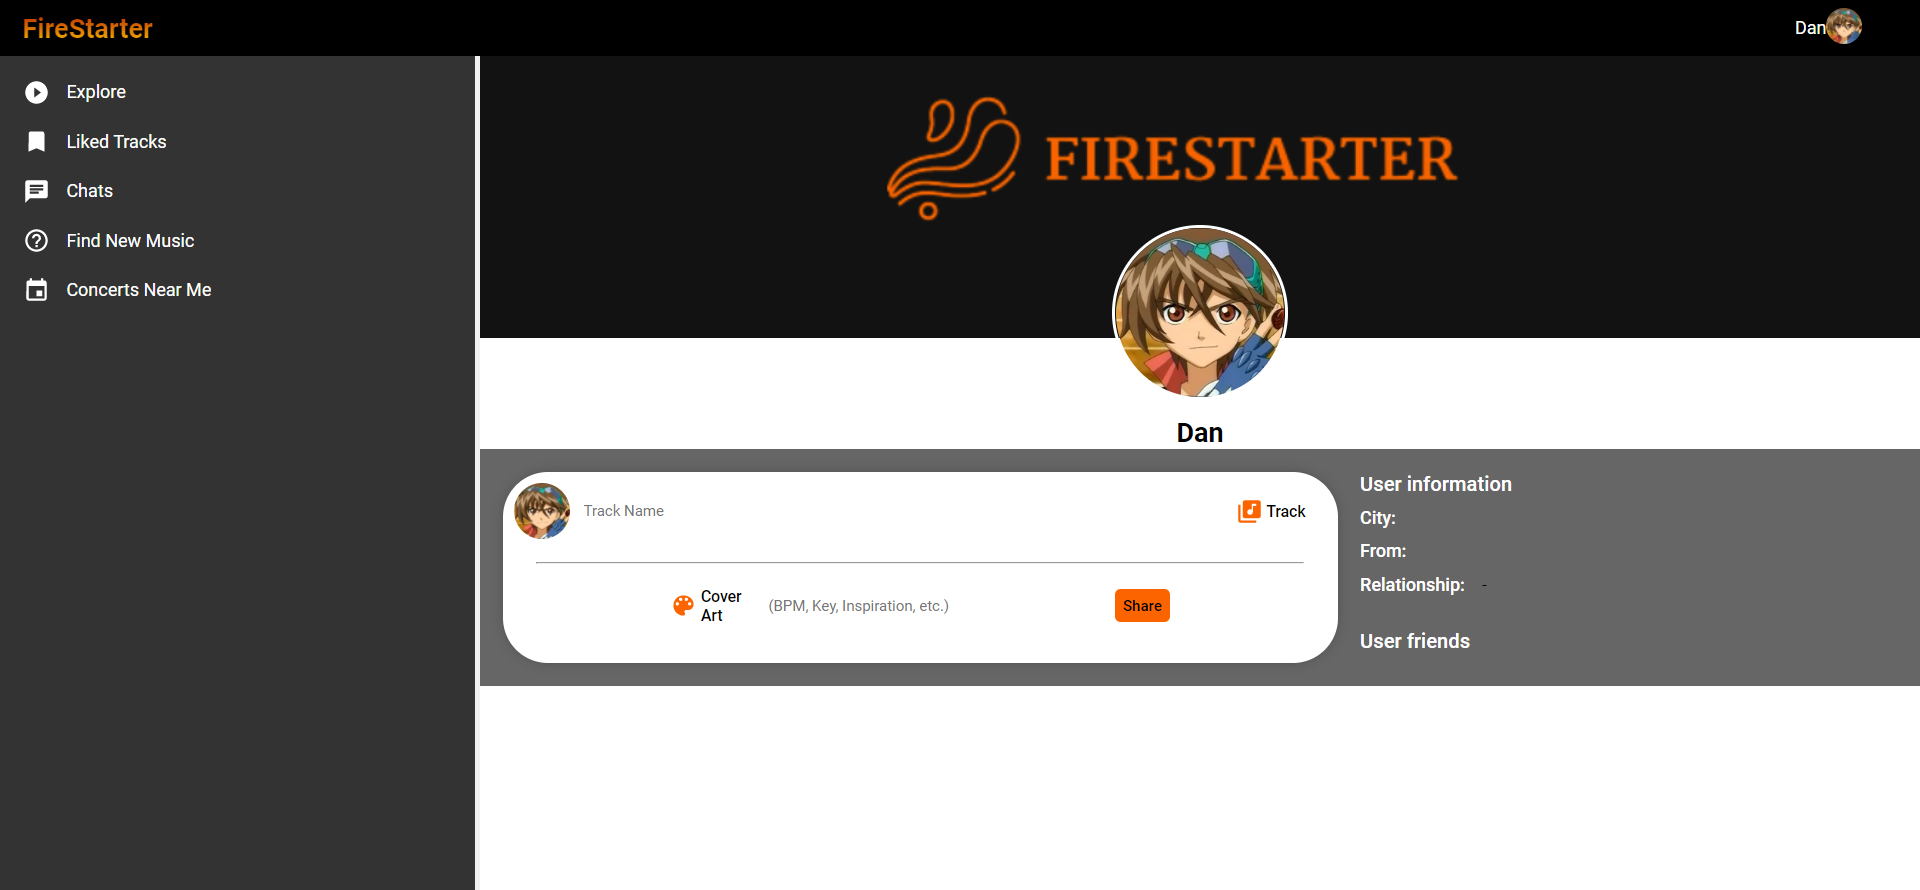 FireStarter
Dan
Explore
Liked Tracks
Chats
Find New Music
Concerts Near Me
FIRESTARTER
Dan
Track Name
Track
Cover
Art
(BPM, Key, Inspiration, etc.)
Share
User information
City:
From:
Relationship: -
User friends